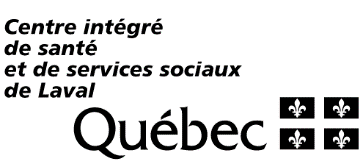 Centre intégré
de santé
et de services sociaux
de Laval
Québec